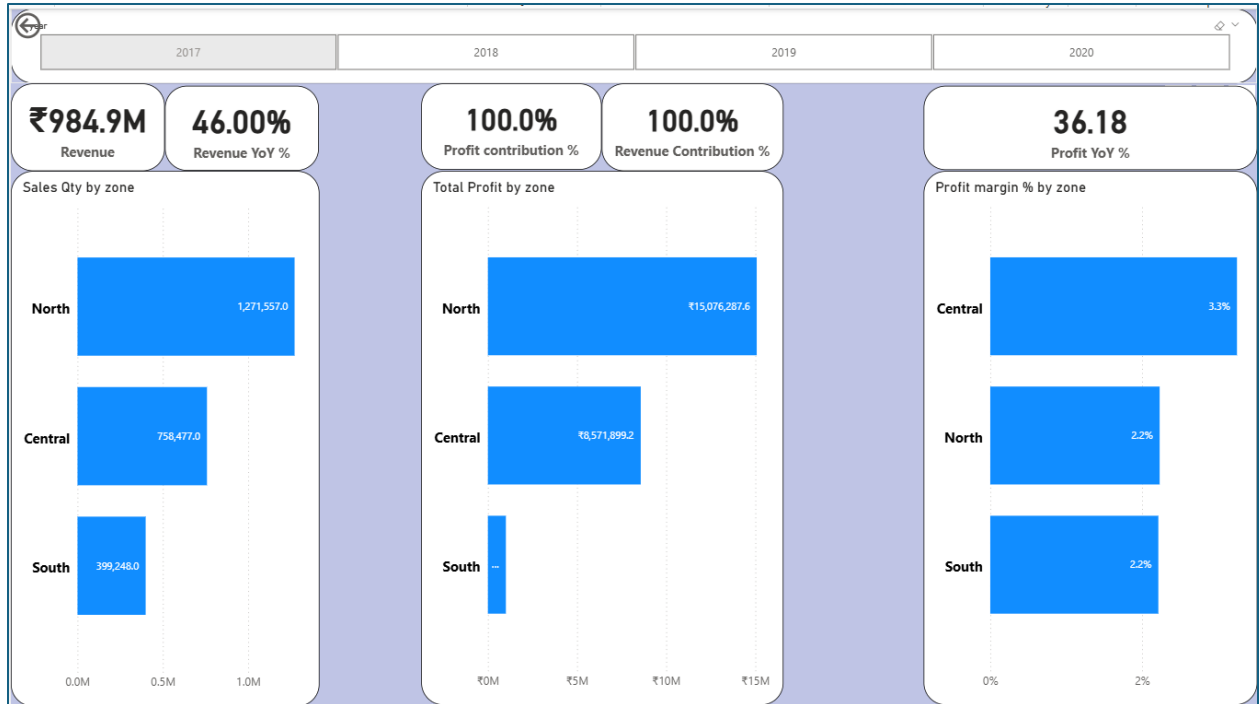 year
2017
2018
2019
2020
₹984.9M
Revenue
46.00%
Revenue YoY %
100.0%
Profit contribution %
100.0%
Revenue Contribution %
36.18
Profit YoY %
Sales Qty by zone
North
1,271,557.0
Central
758,477.0
South
399,248.0
0.0M 0.5M 1.0M
Total Profit by zone
North
₹15,076,287.6
Central
₹8,571,899.2
South
...
₹0M ₹5M ₹10M ₹15M
Profit margin % by zone
Central
3.3%
North
2.2%
South
2.2%
0% 2%